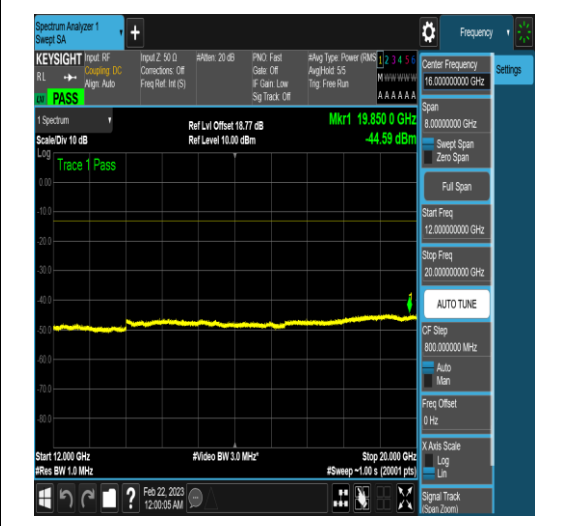 Spectrum Analyzer 1
Swept SA
+
Frequency
KEYSIGHT
RL
PASS
Input: RF
Coupling: DC
Align: Auto
Input Z: 50 Ω
Corrections: Off
Freq Ref: Int (S)
#Atten: 20 dB
PNO: Fast
Gate: Off
IF Gain: Low
Sig Track: Off
#Avg Type: Power (RMS
Avg|Hold: 5/5
Trig: Free Run
1 2 3 4 5 6
M W W W W W
A A A A A A
Center Frequency
16.000000000 GHz
Settings
Span
8.00000000 GHz
Swept Span
Zero Span
Full Span
Start Freq
12.000000000 GHz
Stop Freq
20.000000000 GHz
AUTO TUNE
CF Step
800.000000 MHz
Auto
Man
Freq Offset
0 Hz
X Axis Scale
Log
Lin
Signal Track
(Span Zoom)
1 Spectrum
Scale/Div 10 dB
Ref Lvl Offset 18.77 dB
Ref Level 10.00 dBm
Mkr1 19.850 0 GHz
-44.59 dBm
Log
Trace 1 Pass
0.00
-10.0
-20.0
-30.0
-40.0
-50.0
-60.0
-70.0
-80.0
Start 12.000 GHz
#Res BW 1.0 MHz
#Video BW 3.0 MHz*
Stop 20.000 GHz
#Sweep ~1.00 s (20001 pts)
?
Feb 22, 2023
12:00:05 AM